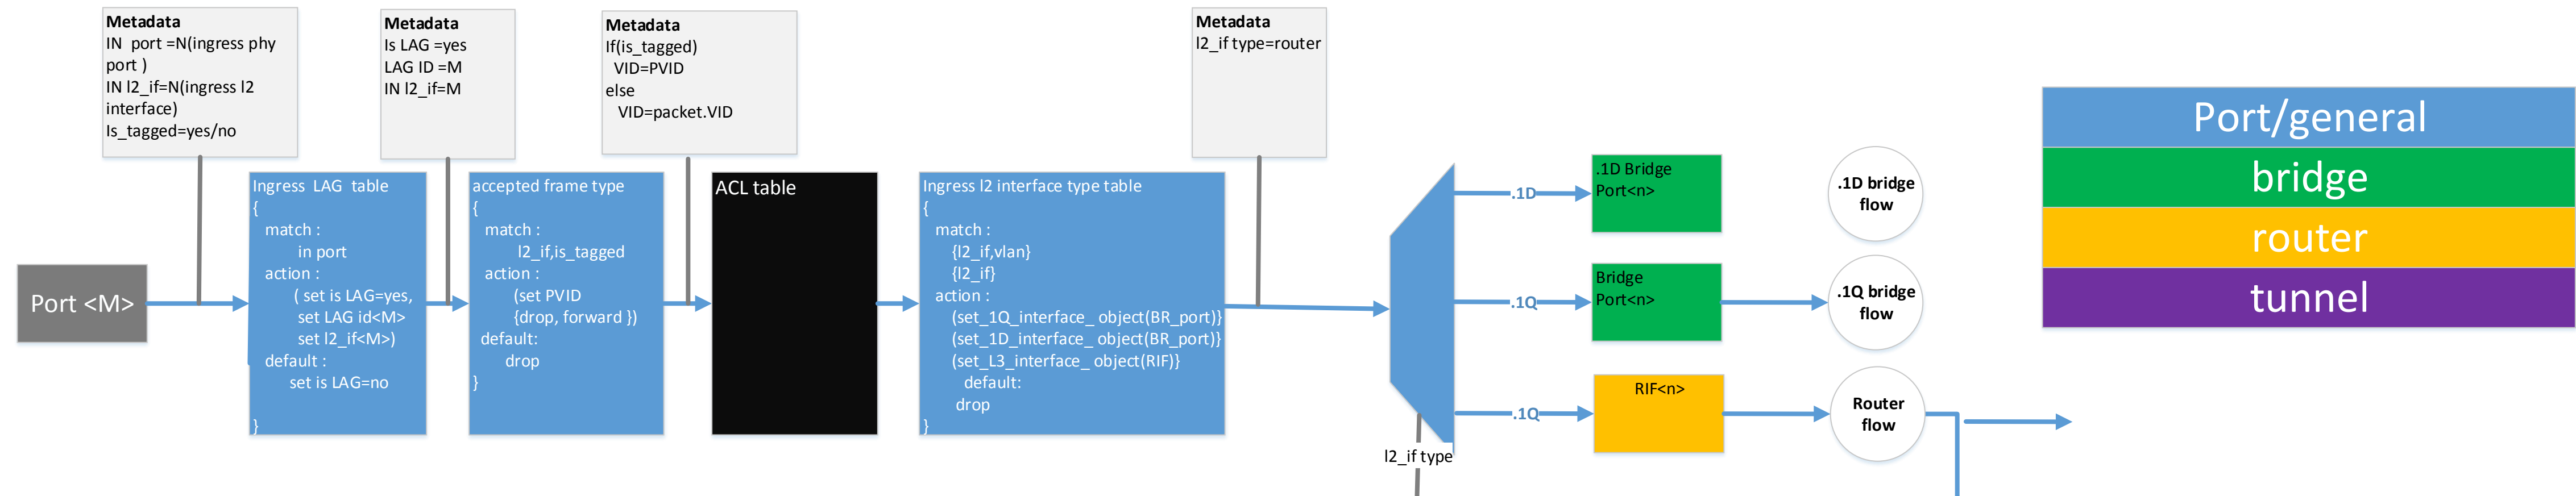 Metadata
IN  port =N(ingress phy
port )
IN l2_if=N(ingress l2
interface)
Is_tagged=yes/no
Metadata
Is LAG =yes
LAG ID =M
IN l2_if=M
Metadata
If(is_tagged)
VID=PVID
else
VID=packet.VID
Metadata
l2_if type=router
Port <M>
Ingress  LAG  table
{
match :
in port
action :
( set is LAG=yes,
set LAG id<M>
set l2_if<M>)
default :
set is LAG=no
}
accepted frame type
{
match :
l2_if,is_tagged
action :
(set PVID
{drop, forward })
default:
drop
}
ACL table
Ingress l2 interface type table
{
match :
{l2_if,vlan}
{l2_if}
action :
(set_1Q_interface_ object(BR_port)}
(set_1D_interface_ object(BR_port)}
(set_L3_interface_ object(RIF)}
default:
drop
}
l2_if type
.1D
.1D Bridge
Port<n>
.1D bridge
flow
.1Q
Bridge
Port<n>
.1Q bridge
flow
.1Q
RIF<n>
Router
flow
Port/general
bridge
router
tunnel